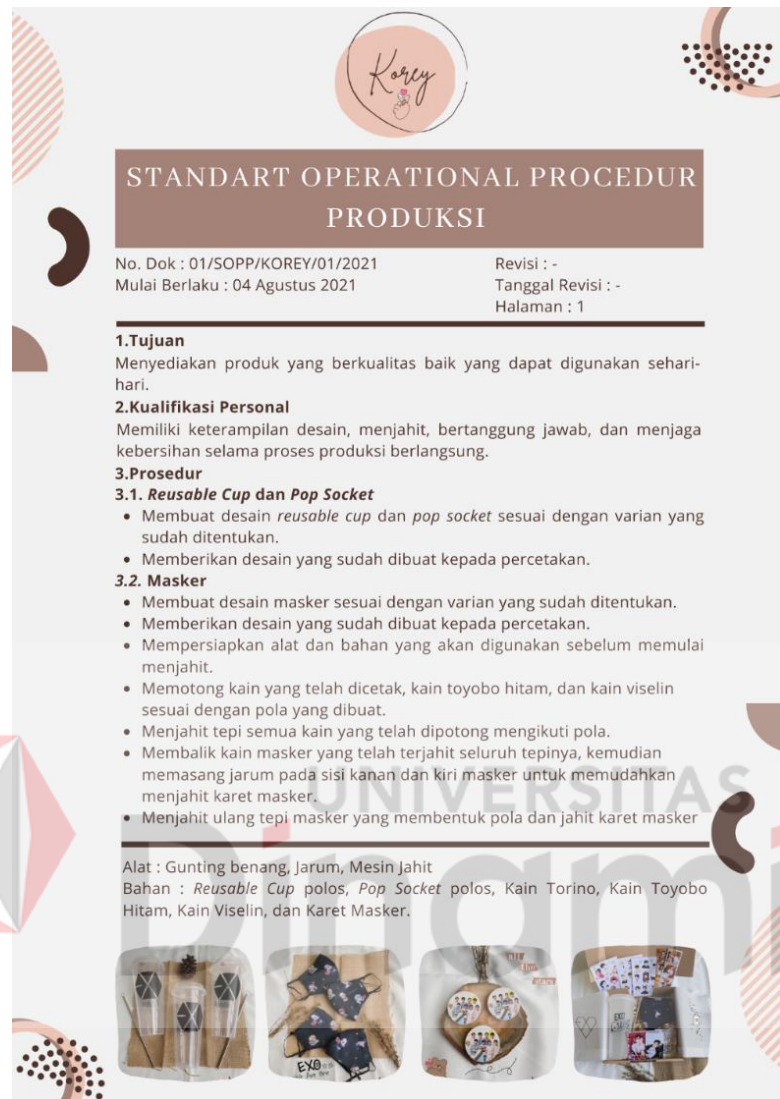 Korey
STANDART OPERATIONAL PROCEDUR
PRODUKSI
No. Dok : 01/SOPP/KOREY/01/2021
Mulai Berlaku : 04 Agustus 2021
Revisi : -
Tanggal Revisi : -
Halaman : 1
1.Tujuan
Menyediakan produk yang berkualitas baik yang dapat digunakan sehari-
hari.
2.Kualifikasi Personal
Memiliki keterampilan desain, menjahit, bertanggung jawab, dan menjaga
kebersihan selama proses produksi berlangsung.
3.Prosedur
3.1. Reusable Cup dan Pop Socket
• Membuat desain reusable cup dan pop socket sesuai dengan varian yang
sudah ditentukan.
• Memberikan desain yang sudah dibuat kepada percetakan.
3.2. Masker
• Membuat desain masker sesuai dengan varian yang sudah ditentukan.
• Memberikan desain yang sudah dibuat kepada percetakan.
• Mempersiapkan alat dan bahan yang akan digunakan sebelum memulai
menjahit.
• Memotong kain yang telah dicetak, kain toyobo hitam, dan kain viselin
sesuai dengan pola yang dibuat.
• Menjahit tepi semua kain yang telah dipotong mengikuti pola.
• Membalik kain masker yang telah terjahit seluruh tepinya, kemudian
memasang jarum pada sisi kanan dan kiri masker untuk memudahkan
menjahit karet masker.
• Menjahit ulang tepi masker yang membentuk pola dan jahit karet masker
UNIVERSITAS
Dinami
Alat : Gunting benang, Jarum, Mesin Jahit
Bahan : Reusable Cup polos, Pop Socket polos, Kain Torino, Kain Toyobo
Hitam, Kain Viselin, dan Karet Masker.
EXO
EXO